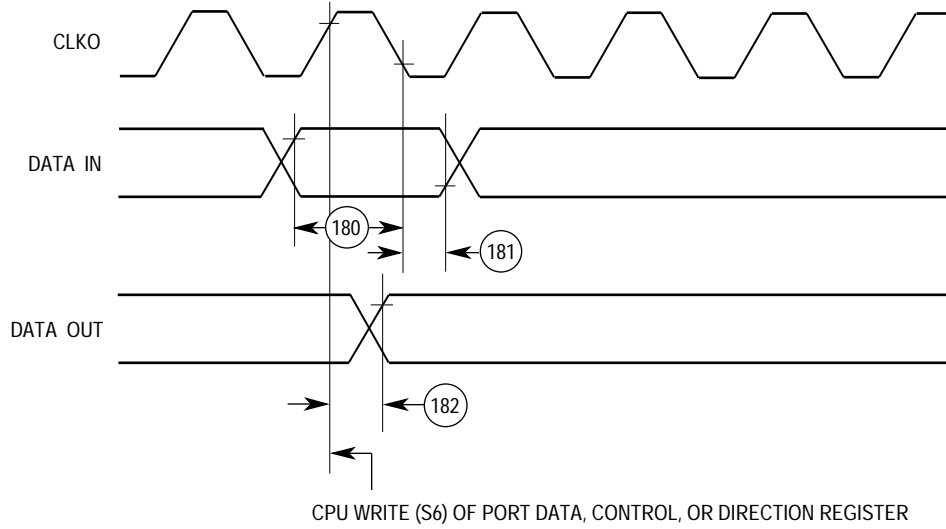 CLKO
DATA IN
180
181
DATA OUT
182
CPU WRITE (S6) OF PORT DATA, CONTROL, OR DIRECTION REGISTER